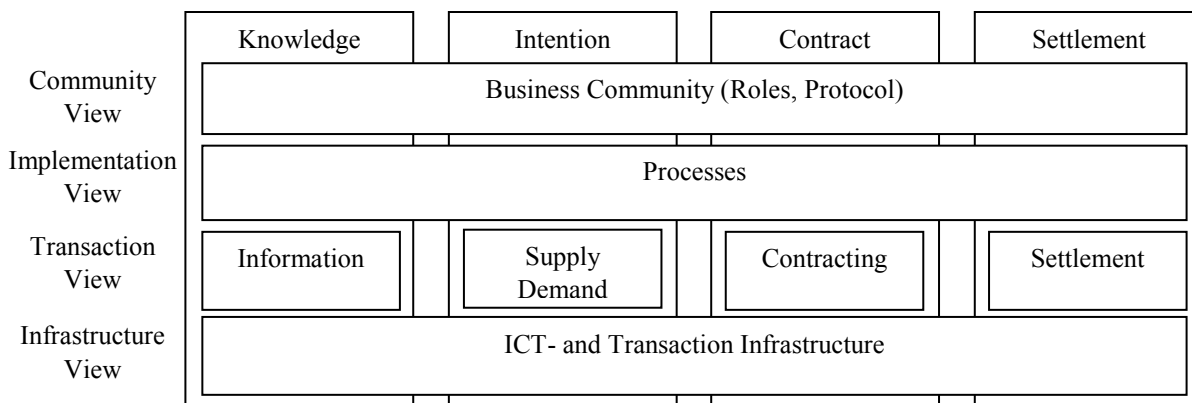 Knowledge Intention Contract Settlement
Community
View
Business Community (Roles, Protocol)
Implementation
View
Processes
Transaction
View
Information
Supply
Demand
Contracting
Settlement
Infrastructure
View
ICT- and Transaction Infrastructure